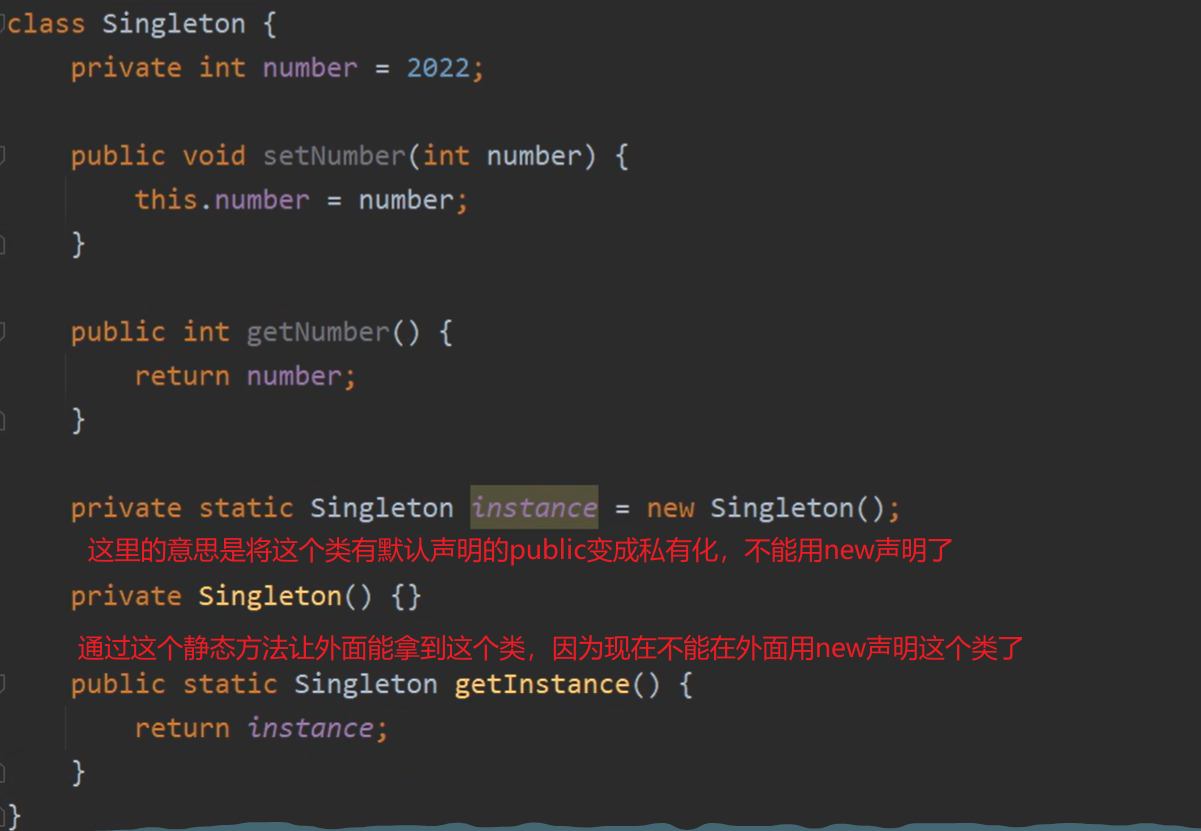 class Singleton {
private int number = 2022;
public void setNumber(int number) {
this.number = number;
}
public int getNumber() {
return number;
}
private static Singleton instance = new Singleton();
这里的意思是将这个类有默认声明的public变成私有化，不能用new声明了
private Singleton() {}
通过这个静态方法让外面能拿到这个类，因为现在不能在外面用new声明这个类了
public static Singleton getInstance() {
return instance;
}
}